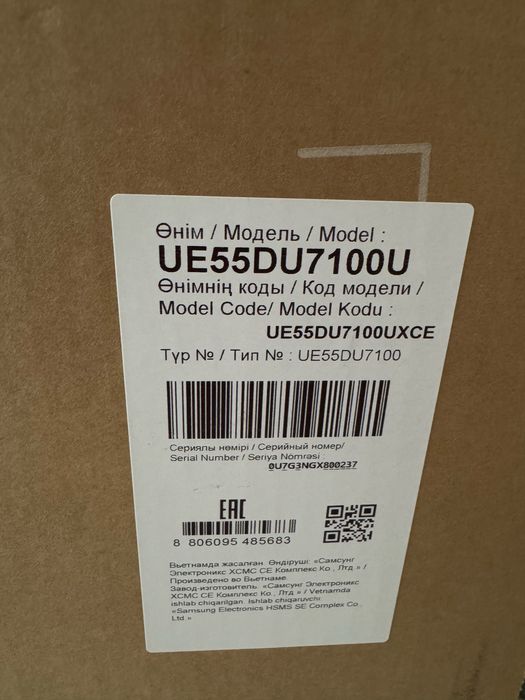 Өнім / Модель / Model :
UE55DU7100U
Өнімнің коды / Код модели /
Model Code/ Model Kodu :
UE55DU7100UXCE
Түр № / Тип № : UE55DU7100
Сериялы нөмірі / Серийный номер/
Serial Number / Seriya Nömrəsi :
0U7G3NGX800237
EAC
8 806095 485683
Вьетнамда жасалған. Өндіруші: «Самсунг
Электроникс ХСМС СЕ Комплекс Ко., Лтд.» /
Произведено во Вьетнаме.
Завод-изготовитель: «Самсунг Электроникс
ХСМС СЕ Комплекс Ко., Лтд.» / Vetnamda
ishlab chiqarilgan. Ishlab chiqaruvchi:
«Samsung Electronics HSMS SE Complex Co.,
Ltd.»